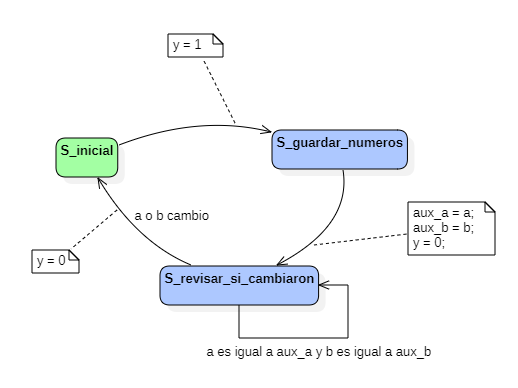 y = 1
S_inicial
S_guardar_numeros
a o b cambio
aux_a = a;
aux_b = b;
y = 0;
y = 0
S_revisar_si_cambiaron
a es igual a aux_a y b es igual a aux_b